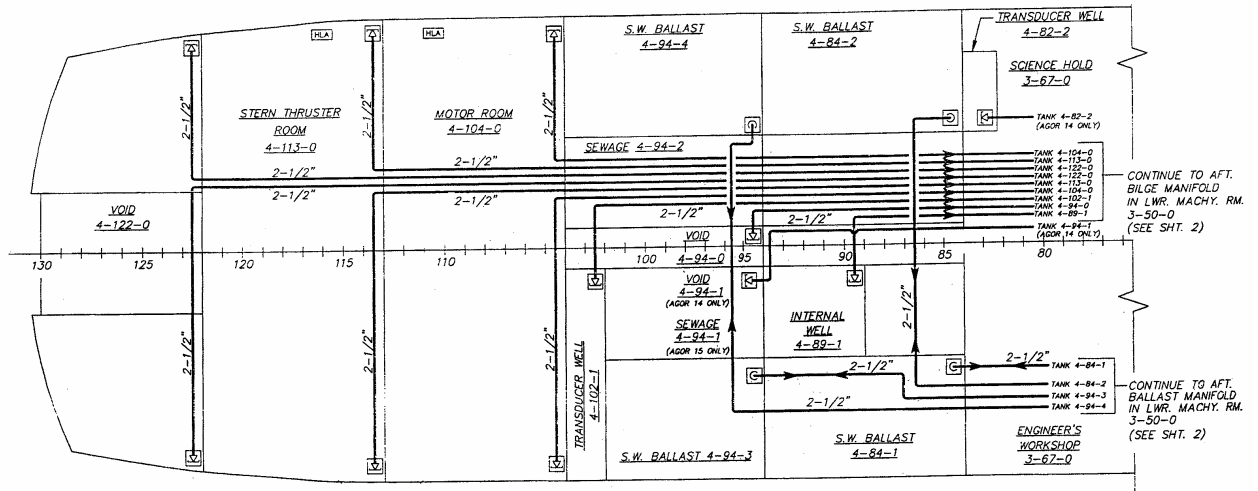 HLA
HLA
S.W. BALLAST
4-94-4
S.W. BALLAST
4-84-2
TRANSDUCER WELL
4-82-2
SCIENCE HOLD
3-67-0
2-1/2"
2-1/2"
2-1/2"
STERN THRUSTER
ROOM
4-113-0
MOTOR ROOM
4-104-0
TANK 4-82-2
(AGOR 14 ONLY)
SEWAGE 4-94-2
2-1/2"
2-1/2"
2-1/2"
2-1/2"
2-1/2"
TANK 4-104-0
TANK 4-113-0
TANK 4-122-0
TANK 4-122-0
TANK 4-113-0
TANK 4-104-0
TANK 4-102-1
TANK 4-94-0
TANK 4-89-1
TANK 4-94-1
(AGOR 14 ONLY)
CONTINUE TO AFT.
BILGE MANIFOLD
IN LWR. MACHY. RM.
3-50-0
(SEE SHT. 2)
VOID
4-122-0
2-1/2"
2-1/2"
VOID
4-94-0
130
125
120
115
110
100
95
90
85
80
VOID
4-94-1
(AGOR 14 ONLY)
SEWAGE
4-94-1
(AGOR 15 ONLY)
INTERNAL
WELL
4-89-1
2-1/2"
2-1/2"
2-1/2"
2-1/2"
TRANSDUCER WELL
4-102-1
2-1/2"
2-1/2"
2-1/2"
TANK 4-84-1
TANK 4-84-2
TANK 4-94-3
TANK 4-94-4
CONTINUE TO AFT.
BALLAST MANIFOLD
IN LWR. MACHY. RM.
3-50-0
(SEE SHT. 2)
S.W. BALLAST 4-94-3
S.W. BALLAST
4-84-1
ENGINEER'S
WORKSHOP
3-67-0